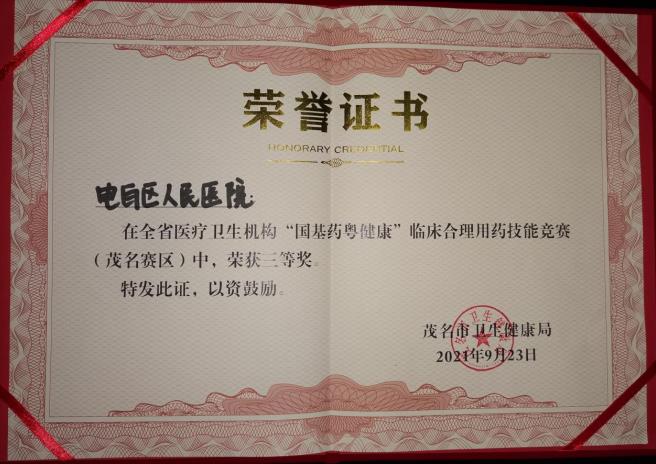 荣誉证书
HONORARY CREDENTIAL
电白区人民医院:
在全省医疗卫生机构“国基药粤健康”临床合理用药技能竞赛
(茂名赛区)中，荣获三等奖。
特发此证，以资鼓励。
茂名市卫生健康局
2021年9月23日